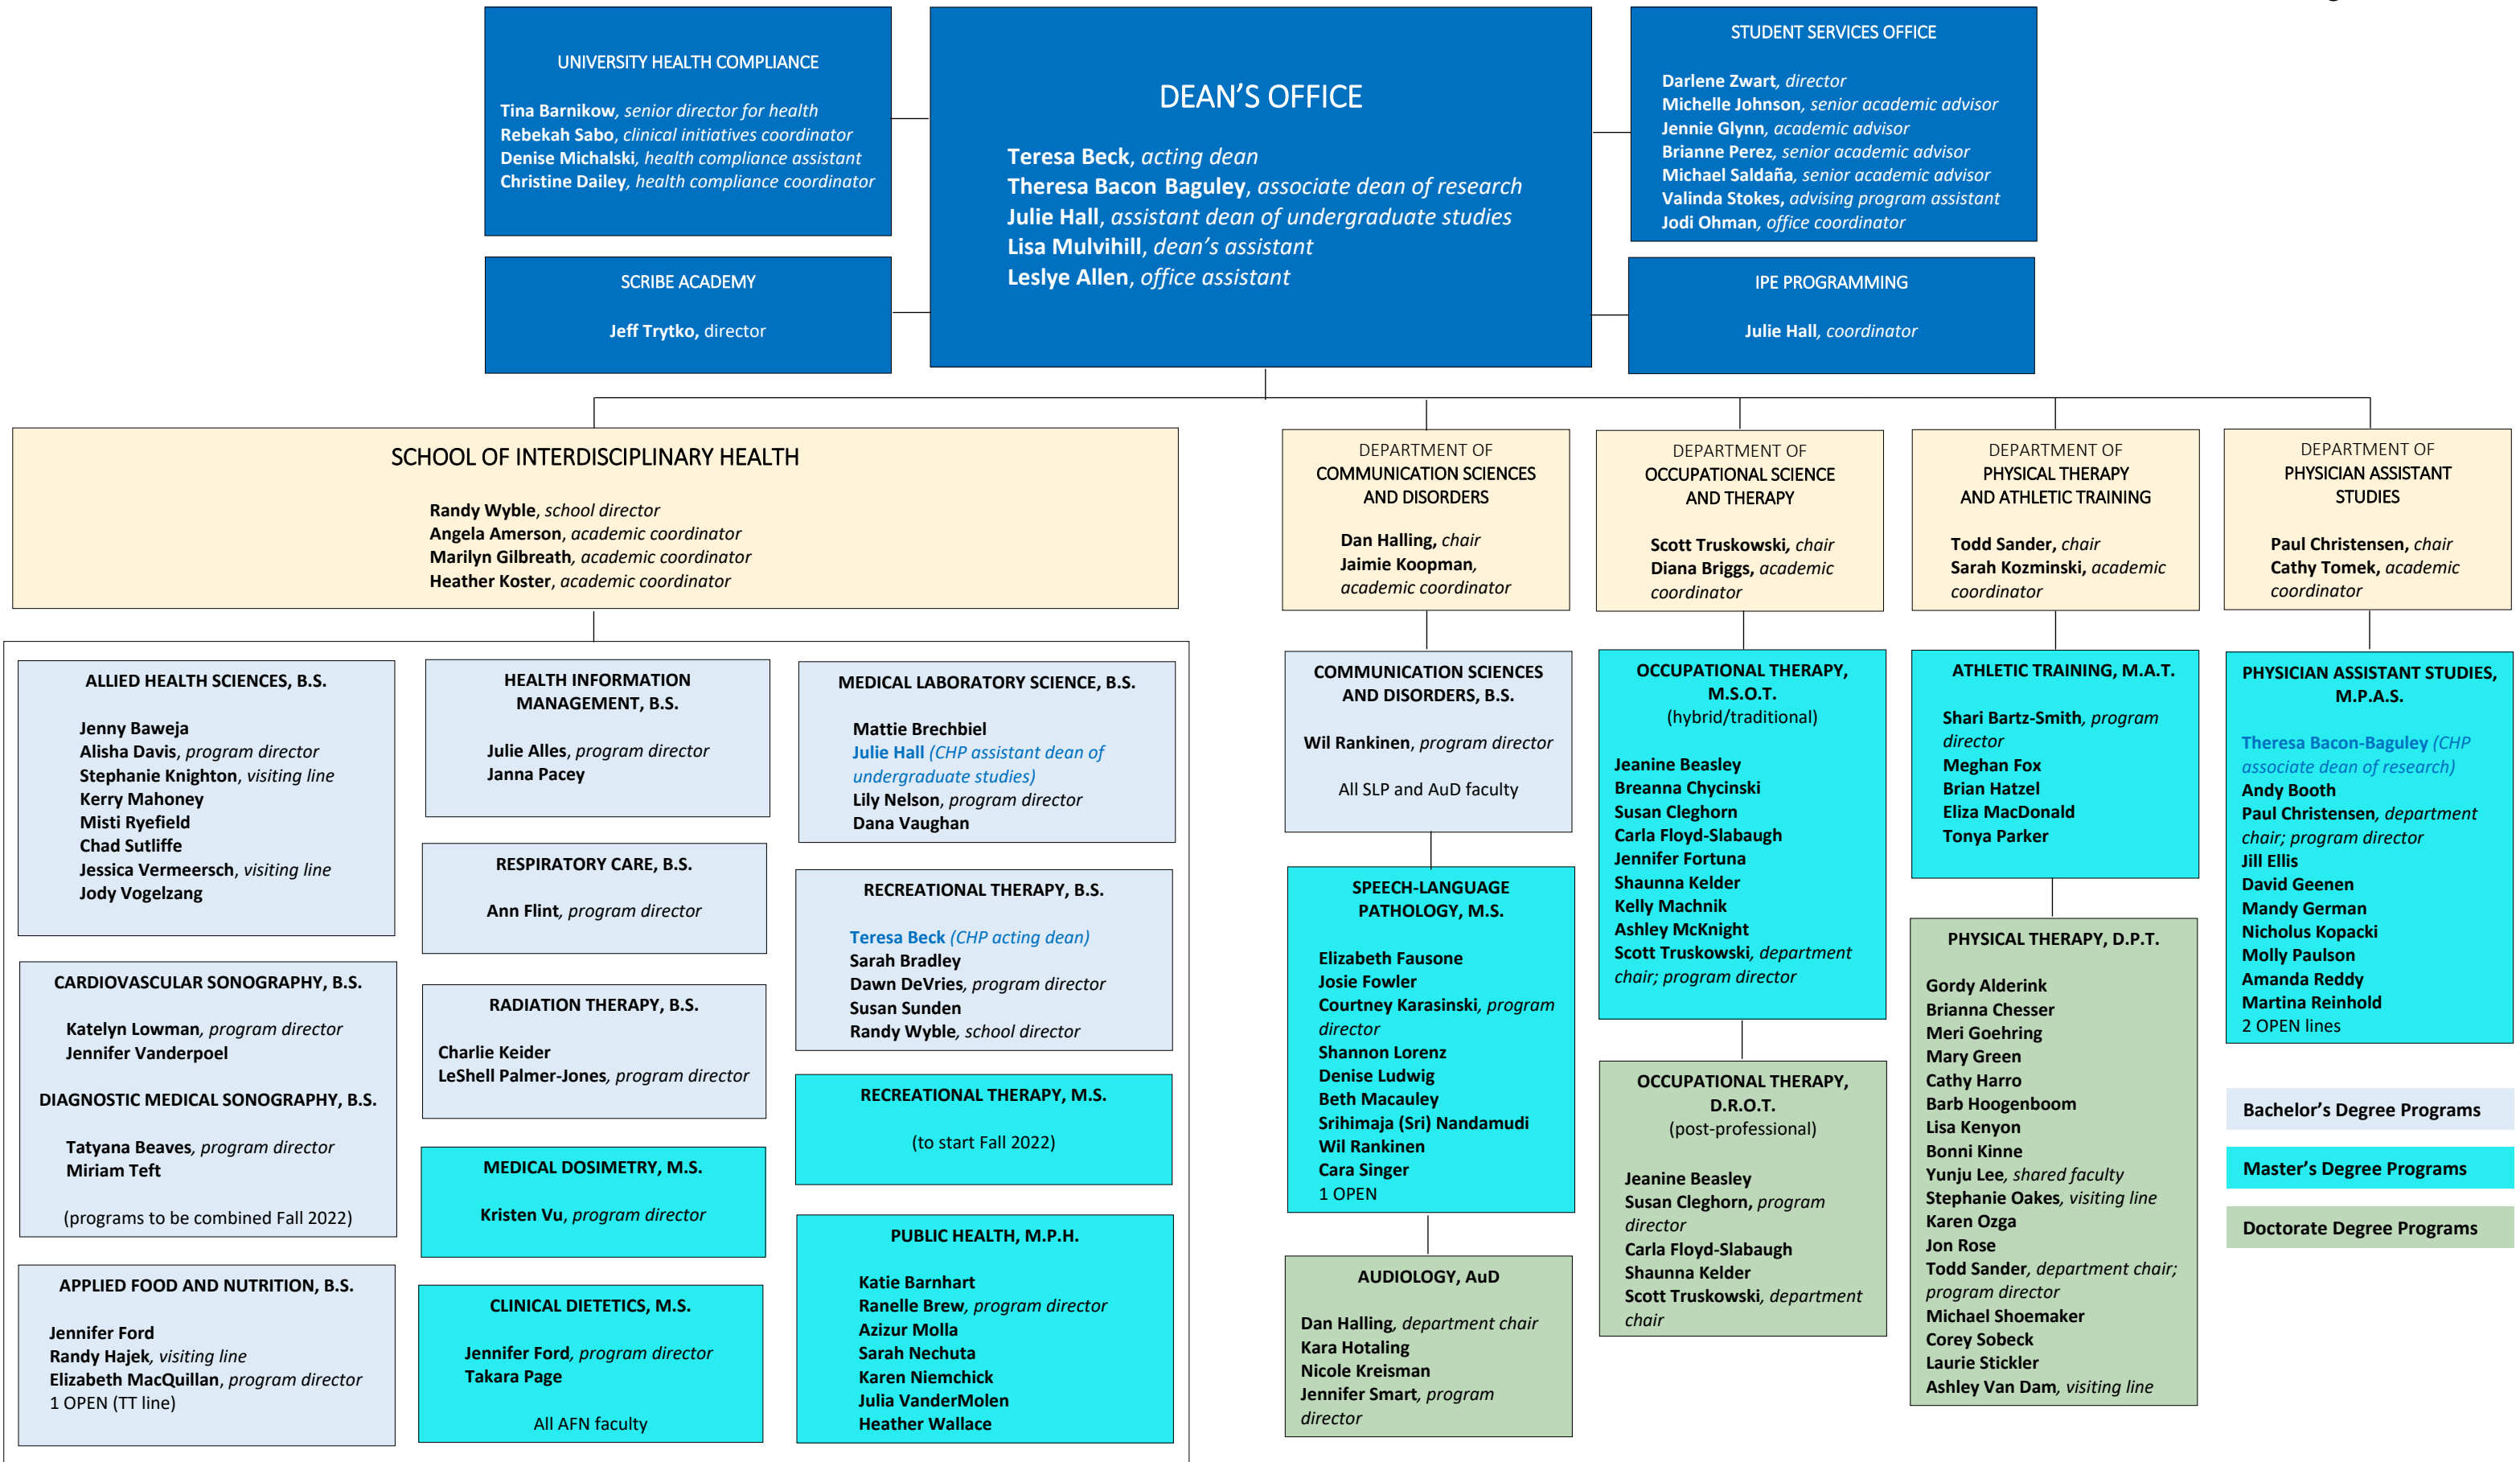 UNIVERSITY HEALTH COMPLIANCE
Tina Barnikow, senior director for health
Rebekah Sabo, clinical initiatives coordinator
Denise Michalski, health compliance assistant
Christine Dailey, health compliance coordinator
SCRIBE ACADEMY
Jeff Trytko, director
DEAN'S OFFICE
Teresa Beck, acting dean
Theresa Bacon Baguley, associate dean of research
Julie Hall, assistant dean of undergraduate studies
Lisa Mulvihill, dean's assistant
Leslye Allen, office assistant
STUDENT SERVICES OFFICE
Darlene Zwart, director
Michelle Johnson, senior academic advisor
Jennie Glynn, academic advisor
Brianne Perez, senior academic advisor
Michael Saldaña, senior academic advisor
Valinda Stokes, advising program assistant
Jodi Ohman, office coordinator
IPE PROGRAMMING
Julie Hall, coordinator
SCHOOL OF INTERDISCIPLINARY HEALTH
Randy Wyble, school director
Angela Amerson, academic coordinator
Marilyn Gilbreath, academic coordinator
Heather Koster, academic coordinator
DEPARTMENT OF
COMMUNICATION SCIENCES
AND DISORDERS
Dan Halling, chair
Jaimie Koopman,
academic coordinator
DEPARTMENT OF
OCCUPATIONAL SCIENCE
AND THERAPY
Scott Truskowski, chair
Diana Briggs, academic
coordinator
DEPARTMENT OF
PHYSICAL THERAPY
AND ATHLETIC TRAINING
Todd Sander, chair
Sarah Kozminski, academic
coordinator
DEPARTMENT OF
PHYSICIAN ASSISTANT
STUDIES
Paul Christensen, chair
Cathy Tomek, academic
coordinator
ALLIED HEALTH SCIENCES, B.S.
Jenny Baweja
Alisha Davis, program director
Stephanie Knighton, visiting line
Kerry Mahoney
Misti Ryefield
Chad Sutliffe
Jessica Vermeersch, visiting line
Jody Vogelzang
CARDIOVASCULAR SONOGRAPHY, B.S.
Katelyn Lowman, program director
Jennifer Vanderpoel
DIAGNOSTIC MEDICAL SONOGRAPHY, B.S.
Tatyana Beaves, program director
Miriam Teft
(programs to be combined Fall 2022)
APPLIED FOOD AND NUTRITION, B.S.
Jennifer Ford
Randy Hajek, visiting line
Elizabeth MacQuillan, program director
1 OPEN (TT line)
HEALTH INFORMATION
MANAGEMENT, B.S.
Julie Alles, program director
Janna Pacey
RESPIRATORY CARE, B.S.
Ann Flint, program director
RADIATION THERAPY, B.S.
Charlie Keider
LeShell Palmer-Jones, program director
MEDICAL DOSIMETRY, M.S.
Kristen Vu, program director
CLINICAL DIETETICS, M.S.
Jennifer Ford, program director
Takara Page
All AFN faculty
MEDICAL LABORATORY SCIENCE, B.S.
Mattie Brechbiel
Julie Hall (CHP assistant dean of
undergraduate studies)
Lily Nelson, program director
Dana Vaughan
RECREATIONAL THERAPY, B.S.
Teresa Beck (CHP acting dean)
Sarah Bradley
Dawn DeVries, program director
Susan Sunden
Randy Wyble, school director
RECREATIONAL THERAPY, M.S.
(to start Fall 2022)
PUBLIC HEALTH, M.P.H.
Katie Barnhart
Ranelle Brew, program director
Azizur Molla
Sarah Nechuta
Karen Niemchick
Julia VanderMolen
Heather Wallace
COMMUNICATION SCIENCES
AND DISORDERS, B.S.
Wil Rankinen, program director
All SLP and AuD faculty
SPEECH-LANGUAGE
PATHOLOGY, M.S.
Elizabeth Fausone
Josie Fowler
Courtney Karasinski, program
director
Shannon Lorenz
Denise Ludwig
Beth Macauley
Srihimaja (Sri) Nandamudi
Wil Rankinen
Cara Singer
1 OPEN
AUDIOLOGY, AuD
Dan Halling, department chair
Kara Hotaling
Nicole Kreisman
Jennifer Smart, program
director
OCCUPATIONAL THERAPY,
M.S.O.T.
(hybrid/traditional)
Jeanine Beasley
Breanna Chycinski
Susan Cleghorn
Carla Floyd-Slabaugh
Jennifer Fortuna
Shaunna Kelder
Kelly Machnik
Ashley McKnight
Scott Truskowski, department
chair; program director
OCCUPATIONAL THERAPY,
D.R.O.T.
(post-professional)
Jeanine Beasley
Susan Cleghorn, program
director
Carla Floyd-Slabaugh
Shaunna Kelder
Scott Truskowski, department
chair
ATHLETIC TRAINING, M.A.T.
Shari Bartz-Smith, program
director
Meghan Fox
Brian Hatzel
Eliza MacDonald
Tonya Parker
PHYSICAL THERAPY, D.P.T.
Gordy Alderink
Brianna Chesser
Meri Goehring
Mary Green
Cathy Harro
Barb Hoogenboom
Lisa Kenyon
Bonni Kinne
Yunju Lee, shared faculty
Stephanie Oakes, visiting line
Karen Ozga
Jon Rose
Todd Sander, department chair;
program director
Michael Shoemaker
Corey Sobeck
Laurie Stickler
Ashley Van Dam, visiting line
PHYSICIAN ASSISTANT STUDIES,
M.P.A.S.
Theresa Bacon-Baguley (CHP
associate dean of research)
Andy Booth
Paul Christensen, department
chair; program director
Jill Ellis
David Geenen
Mandy German
Nicholus Kopacki
Molly Paulson
Amanda Reddy
Martina Reinhold
2 OPEN lines
Bachelor's Degree Programs
Master's Degree Programs
Doctorate Degree Programs